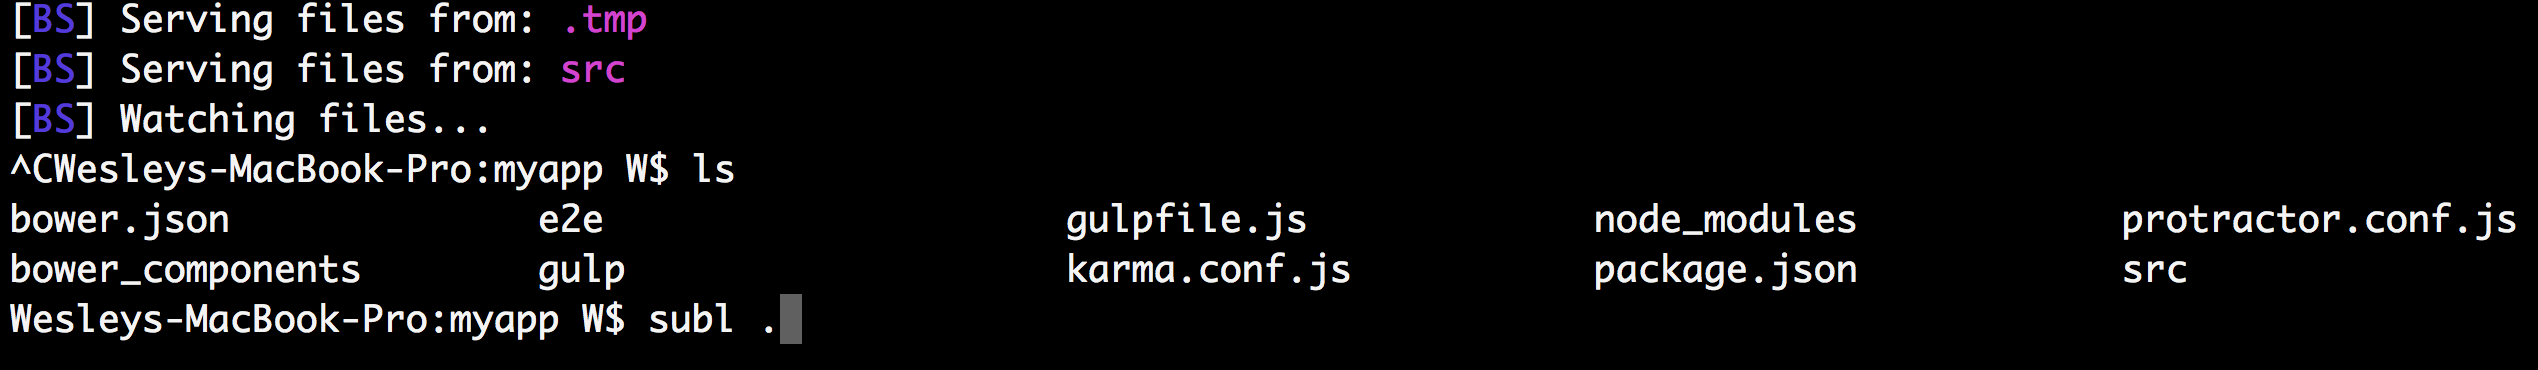 [BS] Serving files from: .tmp
[BS] Serving files from: src
[BS] Watching files...
^CWesleys-MacBook-Pro:myapp W$ ls
bower.json e2e gulpfile.js node_modules protractor.conf.js
bower_components gulp karma.conf.js package.json src
Wesleys-MacBook-Pro:myapp W$ subl .